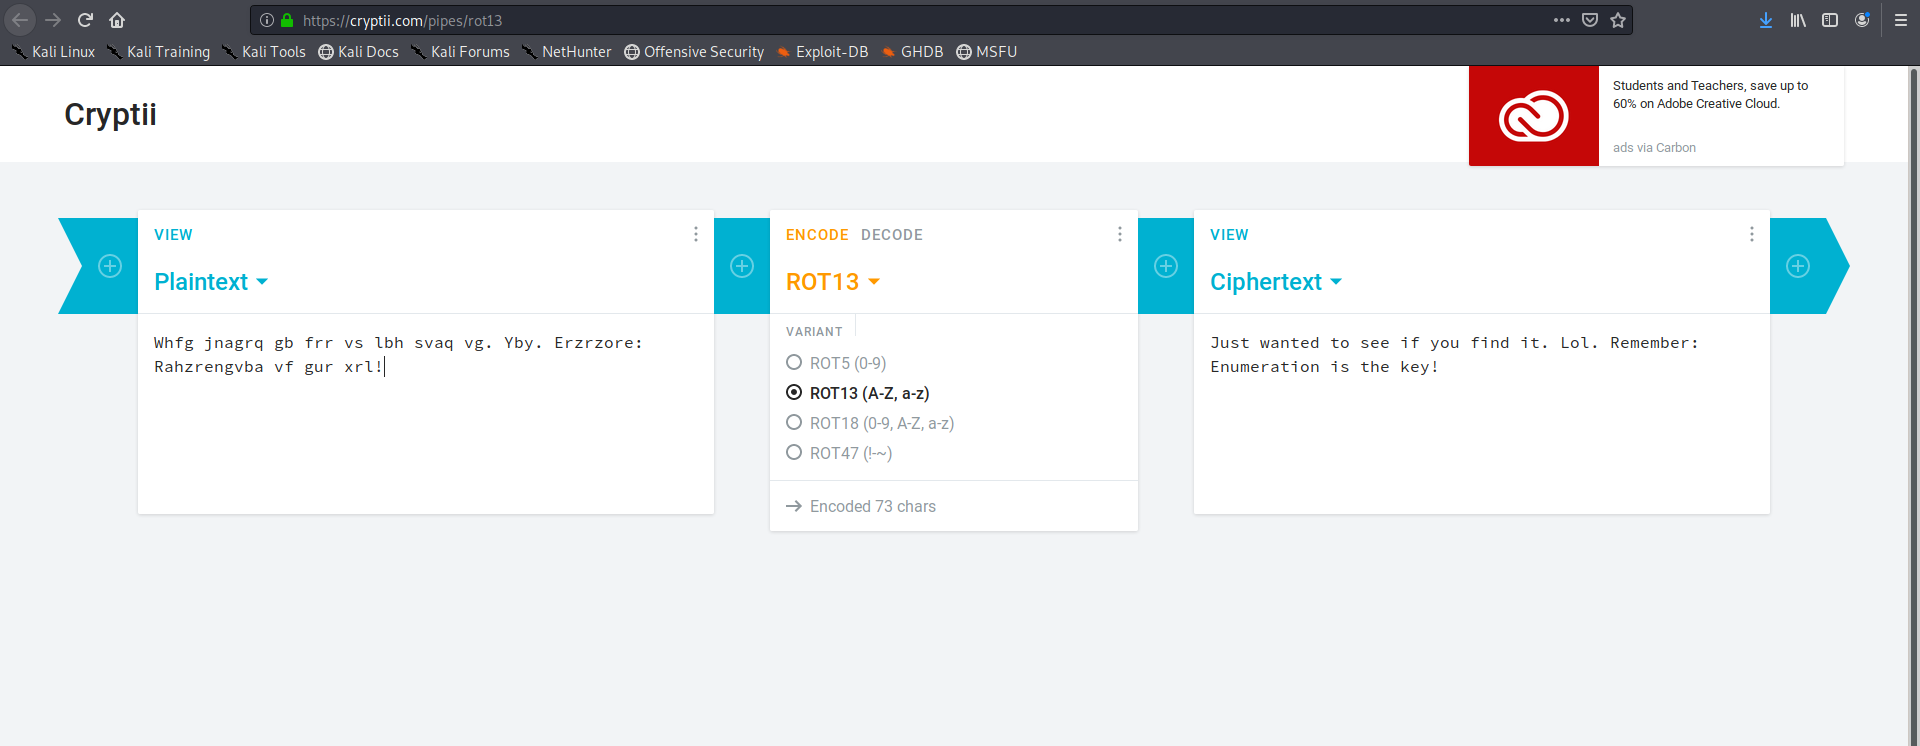 https://cryptii.com/pipes/rot13
Kali Linux Kali Training Kali Tools Kali Docs Kali Forums NetHunter Offensive Security Exploit-DB GHDB MSFU
Cryptii
Students and Teachers, save up to
60% on Adobe Creative Cloud.
ads via Carbon
VIEW
Plaintext
Whfg jnagrq gb frr vs lbh svaq vg. Yby. Erzrzore:
Rahzrengvba vf gur xrl!
ENCODE DECODE
ROT13
VARIANT
ROT5 (0-9)
ROT13 (A-Z, a-z)
ROT18 (0-9, A-Z, a-z)
ROT47 (!-~)
→ Encoded 73 chars
VIEW
Ciphertext
Just wanted to see if you find it. Lol. Remember:
Enumeration is the key!